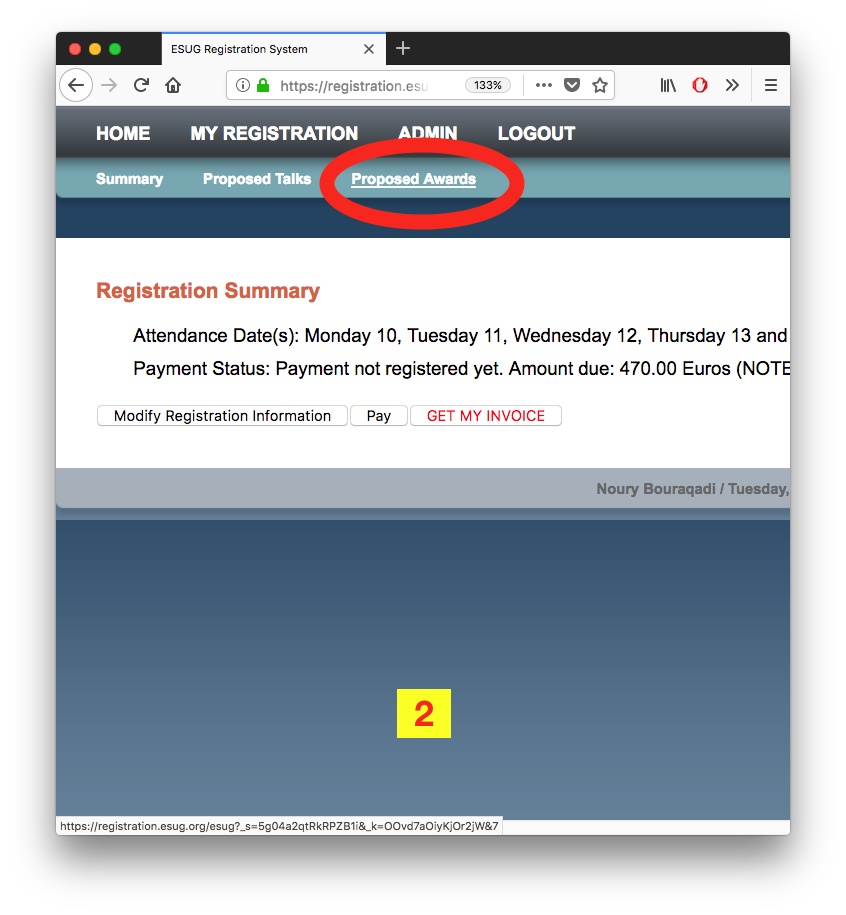 ESUG Registration System
https://registration.esu
133%
HOME MY REGISTRATION ADMIN LOGOUT
Summary Proposed Talks Proposed Awards
Registration Summary
Attendance Date(s): Monday 10, Tuesday 11, Wednesday 12, Thursday 13 and
Payment Status: Payment not registered yet. Amount due: 470.00 Euros (NOTE
Modify Registration Information Pay GET MY INVOICE
Noury Bouraqadi / Tuesday,
2
https://registration.esug.org/esug?_s=5g04a2qtRkRPZB1i&_k=OOvd7aOiyKjOr2jW&7